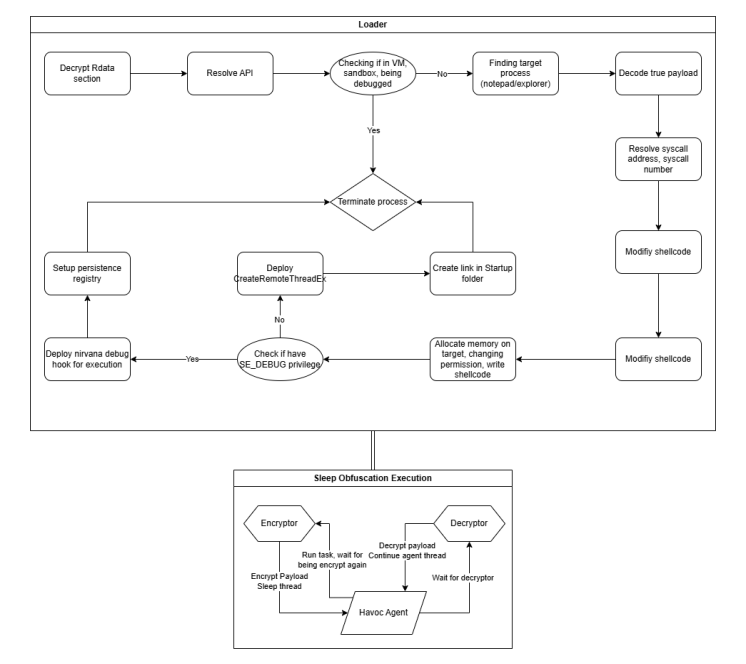 Loader
Decrypt Rdata
section
Resolve API
Checking if in VM,
sandbox, being
debugged
No
Finding target
process
(notepad/explorer)
Decode true payload
Yes
Resolve syscall
address, syscall
number
Terminate process
Setup persistence
registry
Deploy
CreateRemoteThreadEx
Create link in Startup
folder
Modifiy shellcode
No
Deploy nirvana debug
hook for execution
Yes
Check if have
SE_DEBUG privilege
Allocate memory on
target, changing
permission, write
shellcode
Modifiy shellcode
Sleep Obfuscation Execution
Encryptor
Decryptor
Run task, wait for
being encrypt again
Decrypt payload
Continue agent thread
Encrypt Payload
Sleep thread
Wait for decryptor
Havoc Agent